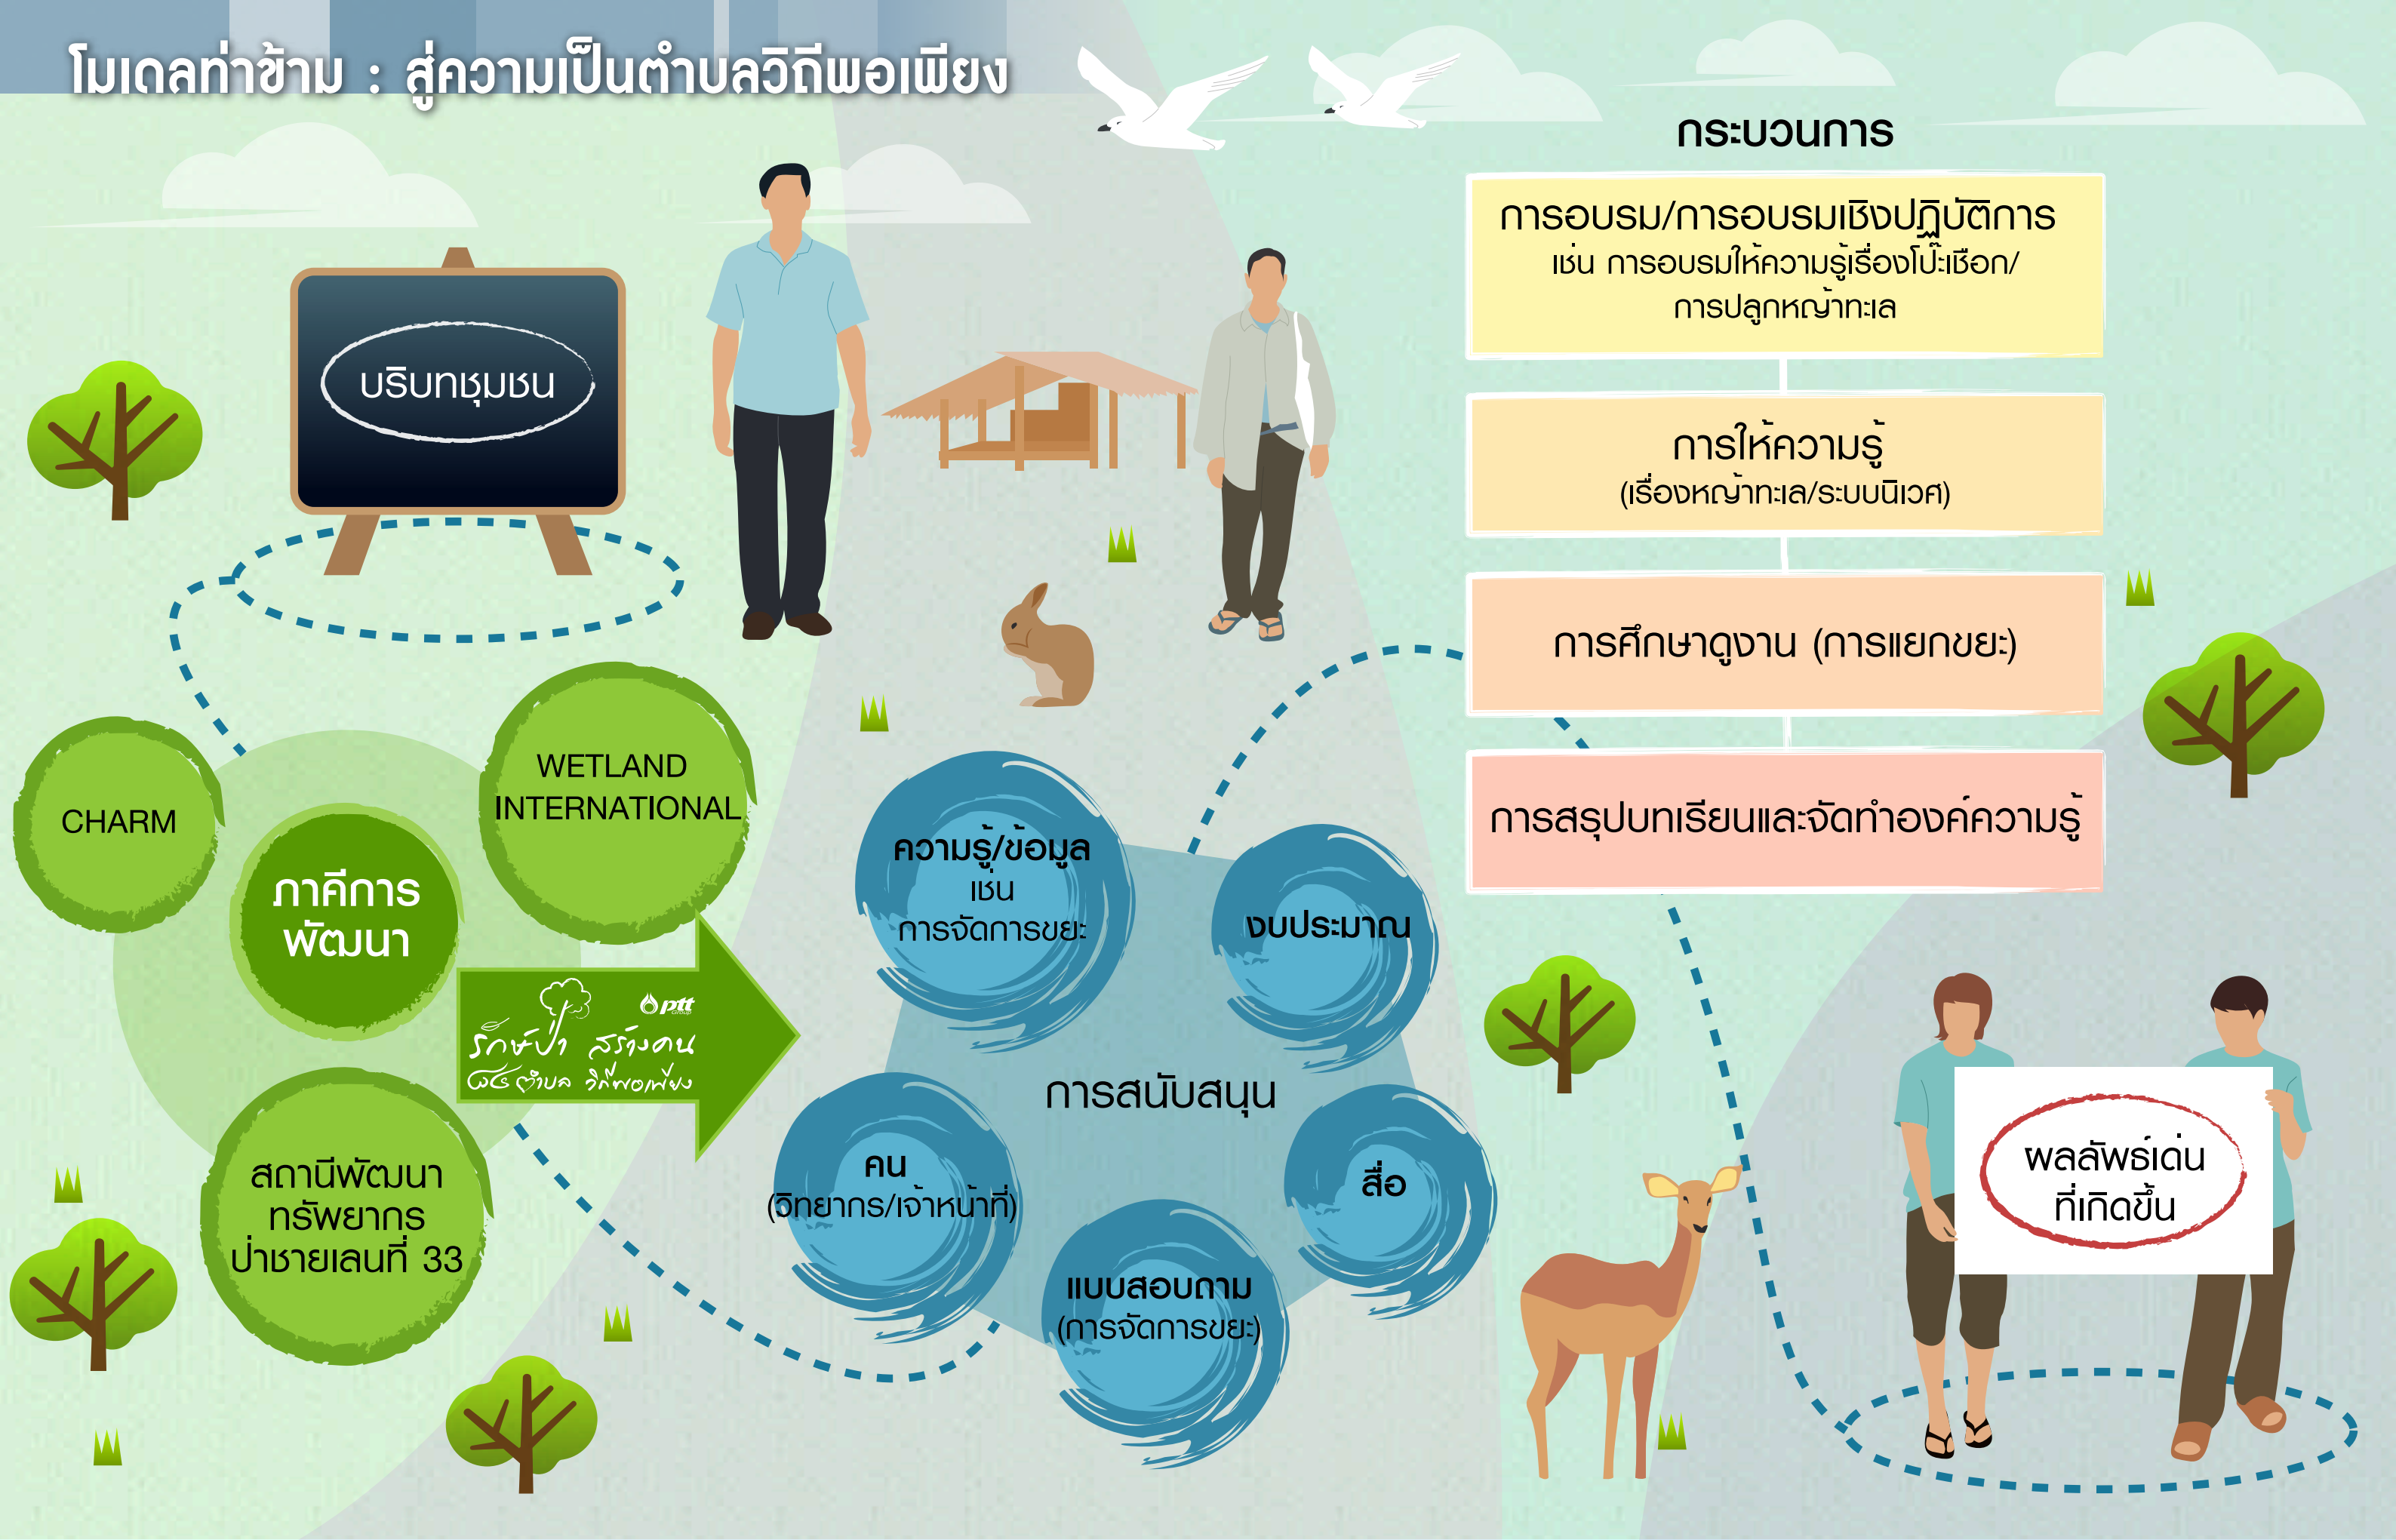 โมเดลท่าข้าม : สู่ความเป็นตำบลวิถีพอเพียง
บริบทชุมชน
CHARM
WETLAND
INTERNATIONAL
ภาคีการ
พัฒนา
สถานีพัฒนา
ทรัพยากร
ป่าชายเลนที่ 33
ptt
Group
รักษ์ป่า สร้างคน
๘๔ ตำบล วิถีพอเพียง
ความรู้/ข้อมูล
เช่น
การจัดการขยะ
งบประมาณ
การสนับสนุน
คน
(วิทยากร/เจ้าหน้าที่)
สื่อ
แบบสอบถาม
(การจัดการขยะ)
กระบวนการ
การอบรม/การอบรมเชิงปฏิบัติการ
เช่น การอบรมให้ความรู้เรื่องโป๊ะเชือก/
การปลูกหญ้าทะเล
การให้ความรู้
(เรื่องหญ้าทะเล/ระบบนิเวศ)
การศึกษาดูงาน (การแยกขยะ)
การสรุปบทเรียนและจัดทำองค์ความรู้
ผลลัพธ์เด่น
ที่เกิดขึ้น